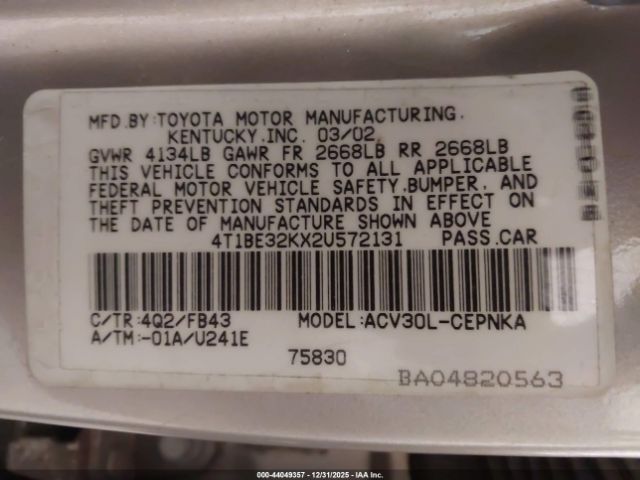 MFD.BY:TOYOTA MOTOR MANUFACTURING,
KENTUCKY,INC. 03/02
GVWR 4134LB GAWR FR 2668LB RR 2668LB
THIS VEHICLE CONFORMS TO ALL APPLICABLE
FEDERAL MOTOR VEHICLE SAFETY,BUMPER, AND
THEFT PREVENTION STANDARDS IN EFFECT ON
THE DATE OF MANUFACTURE SHOWN ABOVE
4T1BE32KX2U572131 PASS.CAR
C/TR:4Q2/FB43 MODEL:ACV30L-CEPNKA
A/TM:-01A/U241E
75830
BA04820563
000-44049357 - 12/31/2025 - IAA Inc.